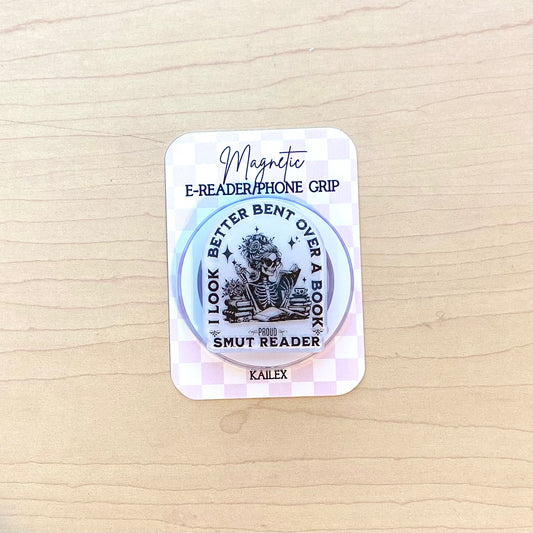 Magnetic
E-READER/PHONE GRIP
I LOOK BETTER BENT OVER A BOOK
PROUD
SMUT READER
KAILEX